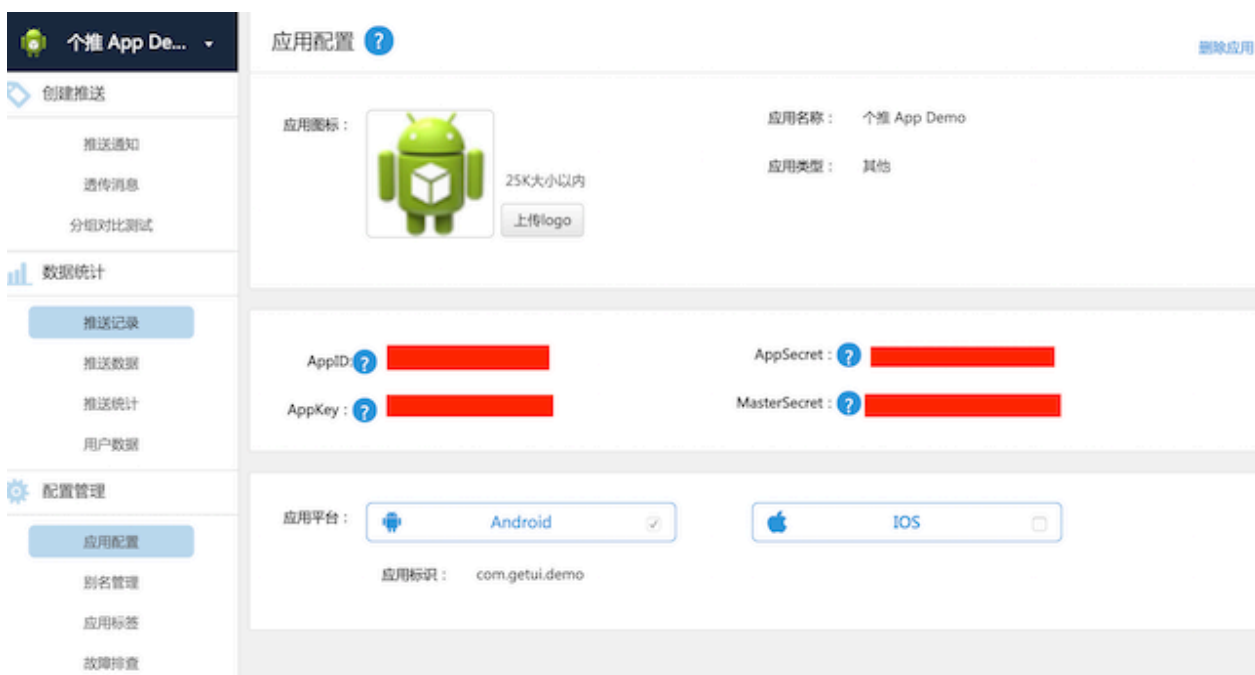 个推 App De...
创建推送
推送通知
透传消息
分组对比测试
数据统计
推送记录
推送数据
推送统计
用户数据
配置管理
应用配置
别名管理
应用标签
故障排查
应用配置 ?
删除应用
应用图标：
25K大小以内
上传logo
应用名称： 个推 App Demo
应用类型： 其他
AppID: ?
AppSecret : ?
AppKey : ?
MasterSecret : ?
应用平台： Android IOS
应用标识： com.getui.demo